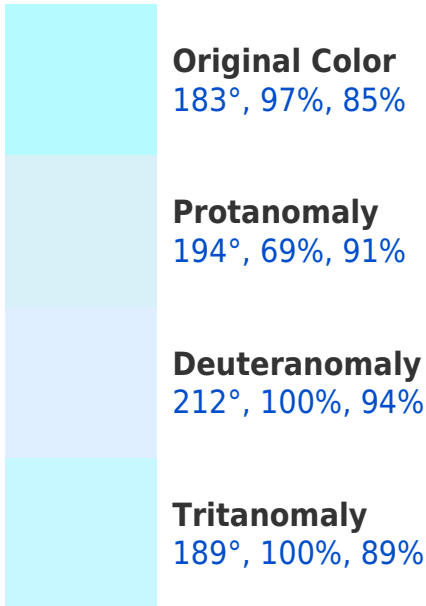 Original Color
183°, 97%, 85%
Protanomaly
194°, 69%, 91%
Deuteranomaly
212°, 100%, 94%
Tritanomaly
189°, 100%, 89%